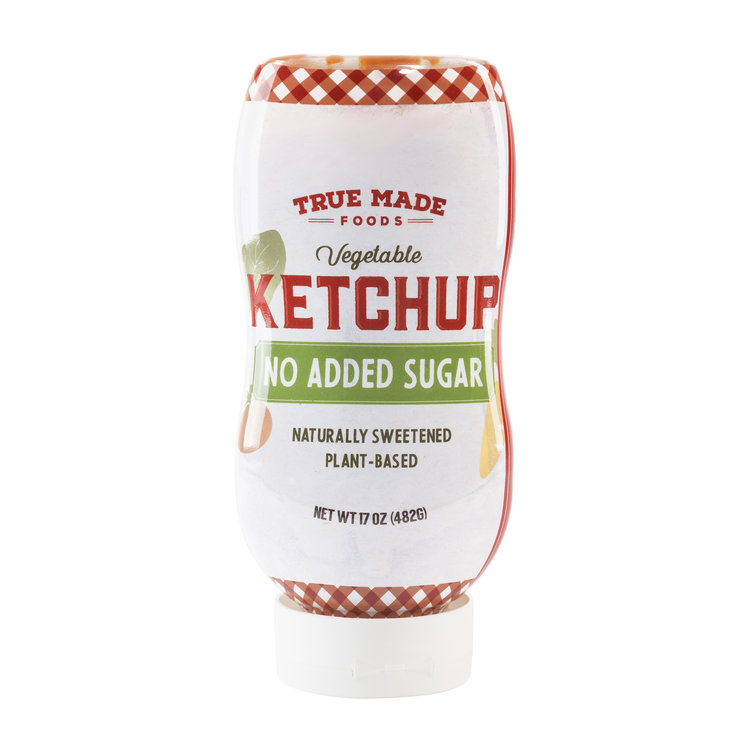 TRUE MADE
FOODS
Vegetable
KETCHUP
NO ADDED SUGAR
NATURALLY SWEETENED
PLANT-BASED
NET WT 17 OZ (482G)